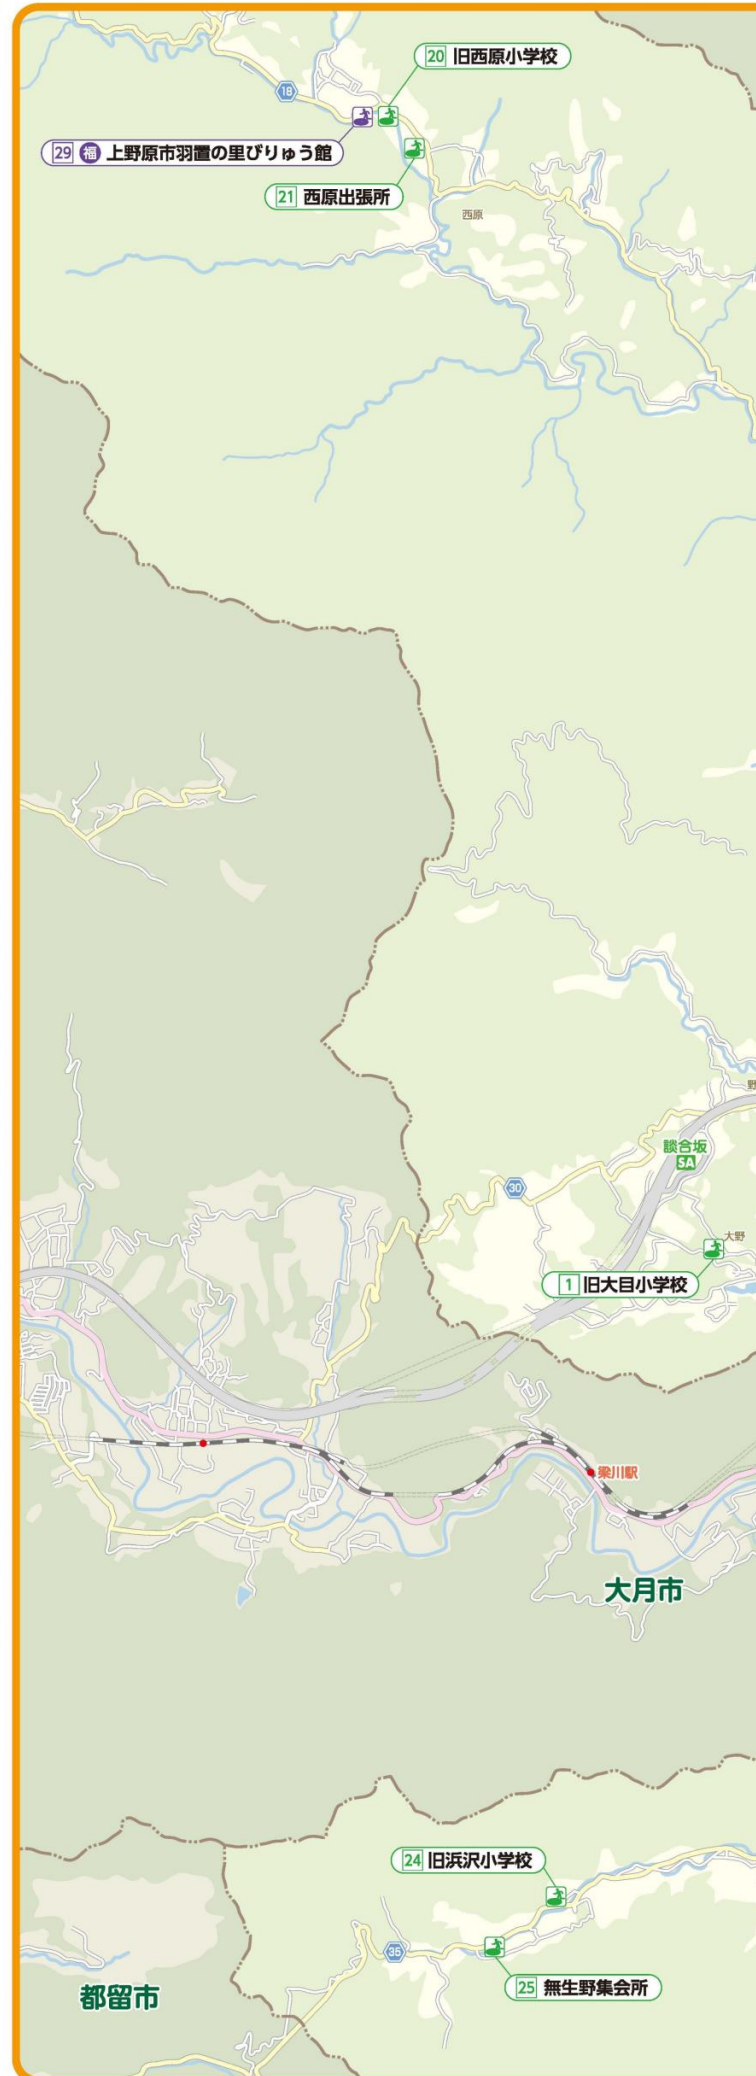 20 旧西原小学校
18
29 福 上野原市羽置の里びりゅう館
21 西原出張所
西原
野
談合坂
SA
30
大野
1 旧大目小学校
梁川駅
大月市
24 旧浜沢小学校
35
25 無生野集会所
都留市